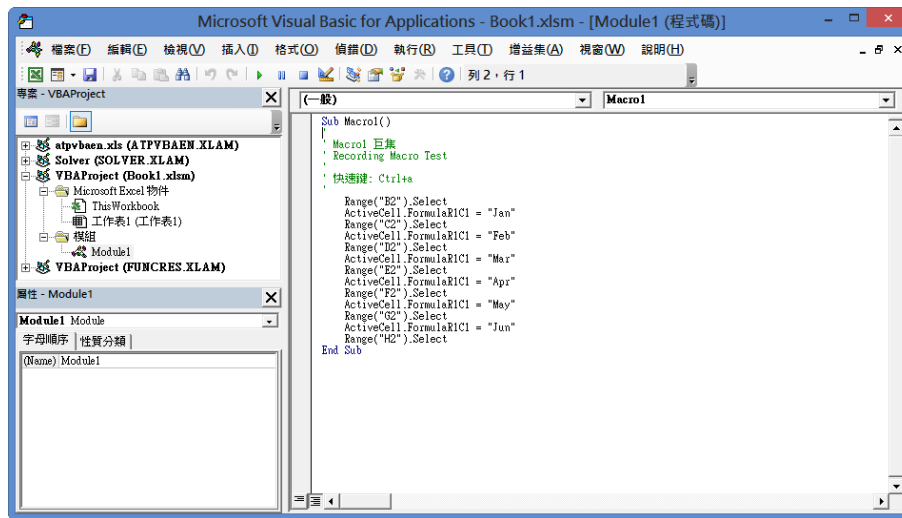 Microsoft Visual Basic for Applications - Book1.xlsm - [Module1 (程式碼)]
檔案(F) 編輯(E) 檢視(V) 插入(I) 格式(O) 偵錯(D) 執行(R) 工具(T) 增益集(A) 視窗(W) 說明(H)
列 2，行 1
專案 - VBAProject
atpvbaen.xls (ATPVBAEN.XLAM)
Solver (SOLVER.XLAM)
VBAProject (Book1.xlsm)
Microsoft Excel 物件
ThisWorkbook
工作表1 (工作表1)
模組
Module1
VBAProject (FUNCRES.XLAM)
屬性 - Module1
Module1 Module
字母順序 性質分類
(Name) Module1
(一般) Macro1
Sub Macro1()
'
' Macro1 巨集
' Recording Macro Test
'
' 快速鍵: Ctrl+a
'
Range("B2").Select
ActiveCell.FormulaR1C1 = "Jan"
Range("C2").Select
ActiveCell.FormulaR1C1 = "Feb"
Range("D2").Select
ActiveCell.FormulaR1C1 = "Mar"
Range("E2").Select
ActiveCell.FormulaR1C1 = "Apr"
Range("F2").Select
ActiveCell.FormulaR1C1 = "May"
Range("G2").Select
ActiveCell.FormulaR1C1 = "Jun"
Range("H2").Select
End Sub